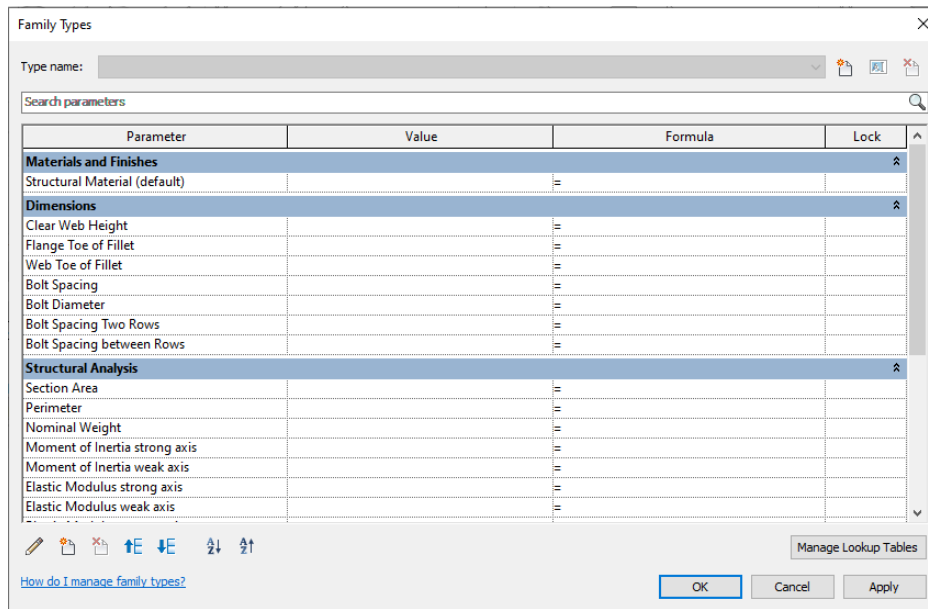 Family Types
Type name:
Search parameters
Parameter Value Formula Lock
Materials and Finishes
Structural Material (default) =
Dimensions
Clear Web Height =
Flange Toe of Fillet =
Web Toe of Fillet =
Bolt Spacing =
Bolt Diameter =
Bolt Spacing Two Rows =
Bolt Spacing between Rows =
Structural Analysis
Section Area =
Perimeter =
Nominal Weight =
Moment of Inertia strong axis =
Moment of Inertia weak axis =
Elastic Modulus strong axis =
Elastic Modulus weak axis =
Manage Lookup Tables
How do I manage family types?
OK Cancel Apply